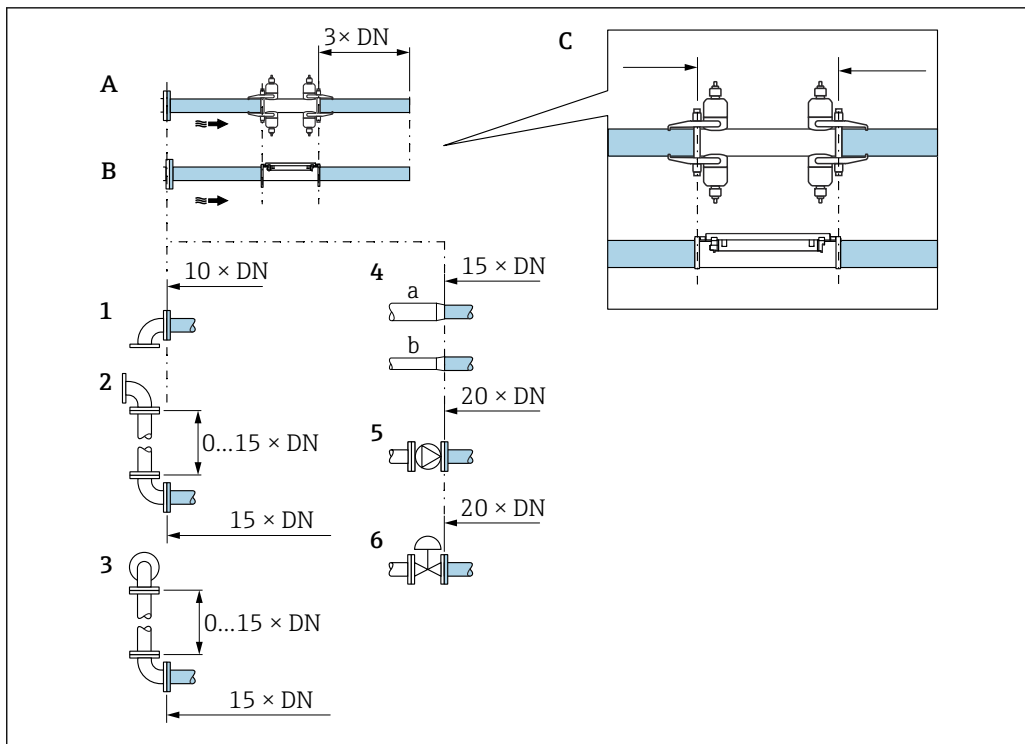 3× DN
C
A
B
10 × DN
4
15 × DN
a
1
b
2
20 × DN
5
0...15 × DN
20 × DN
15 × DN
6
3
0...15 × DN
15 × DN